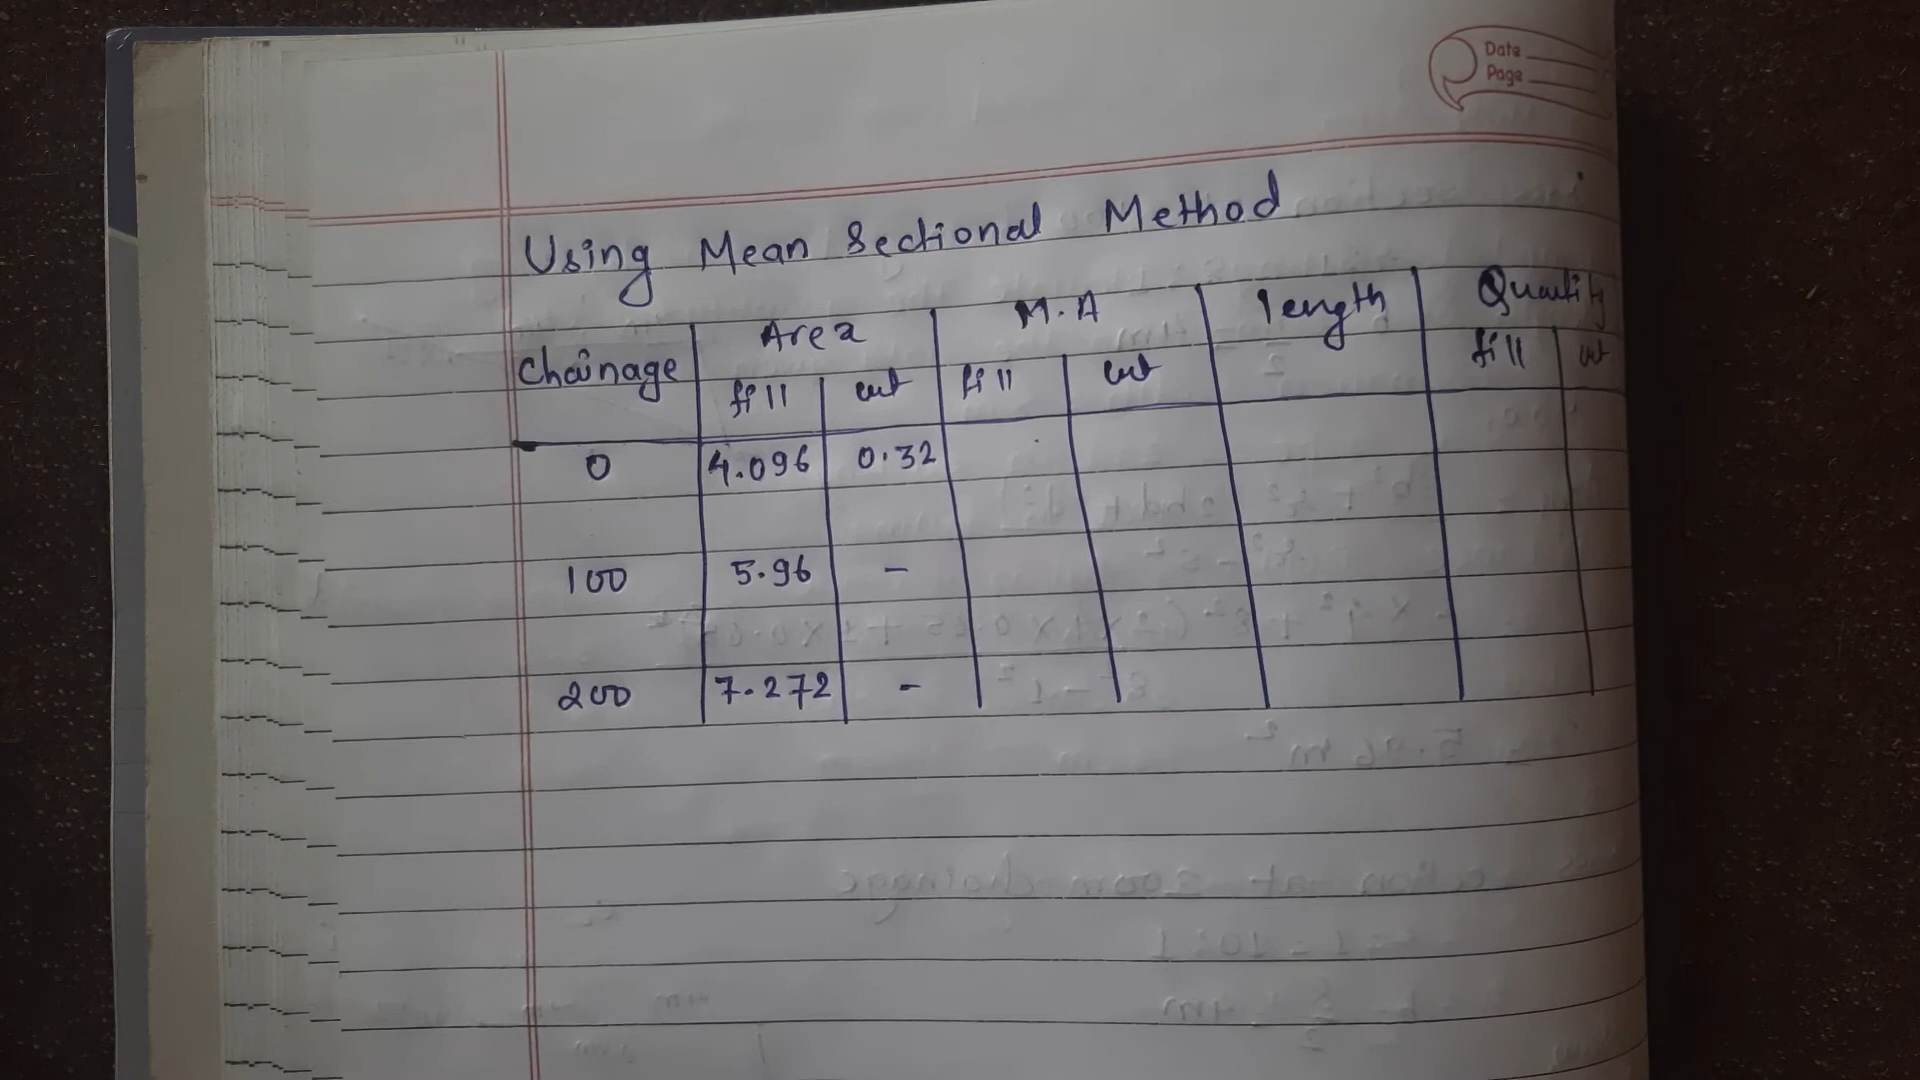 Date
Page
Using Mean Sectional Method
Chainage Area M.A length Quantity
fill cut fill cut fill cut
0 4.096 0.32
100 5.96 -
200 7.272 -